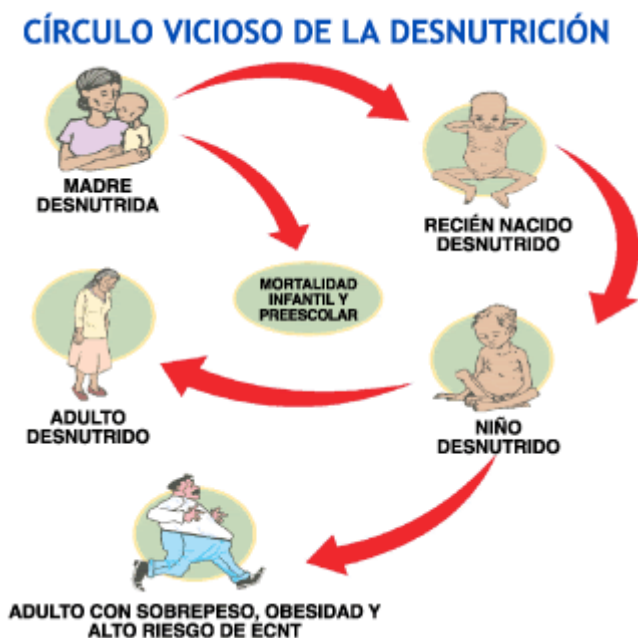 CÍRCULO VICIOSO DE LA DESNUTRICIÓN
MADRE
DESNUTRIDA
RECIÉN NACIDO
DESNUTRIDO
MORTALIDAD
INFANTIL Y
PREESCOLAR
ADULTO
DESNUTRIDO
NIÑO
DESNUTRIDO
ADULTO CON SOBREPESO, OBESIDAD Y
ALTO RIESGO DE ECNT